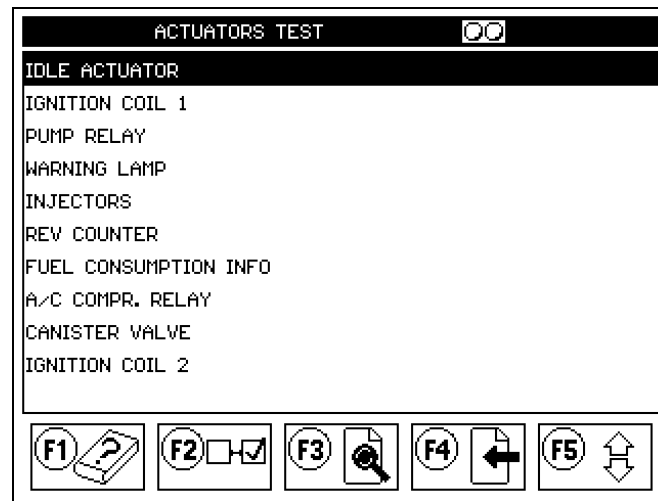 ACTUATORS TEST
IDLE ACTUATOR
IGNITION COIL 1
PUMP RELAY
WARNING LAMP
INJECTORS
REV COUNTER
FUEL CONSUMPTION INFO
A/C COMPR. RELAY
CANISTER VALVE
IGNITION COIL 2
F1 ? F2 F3 F4 F5